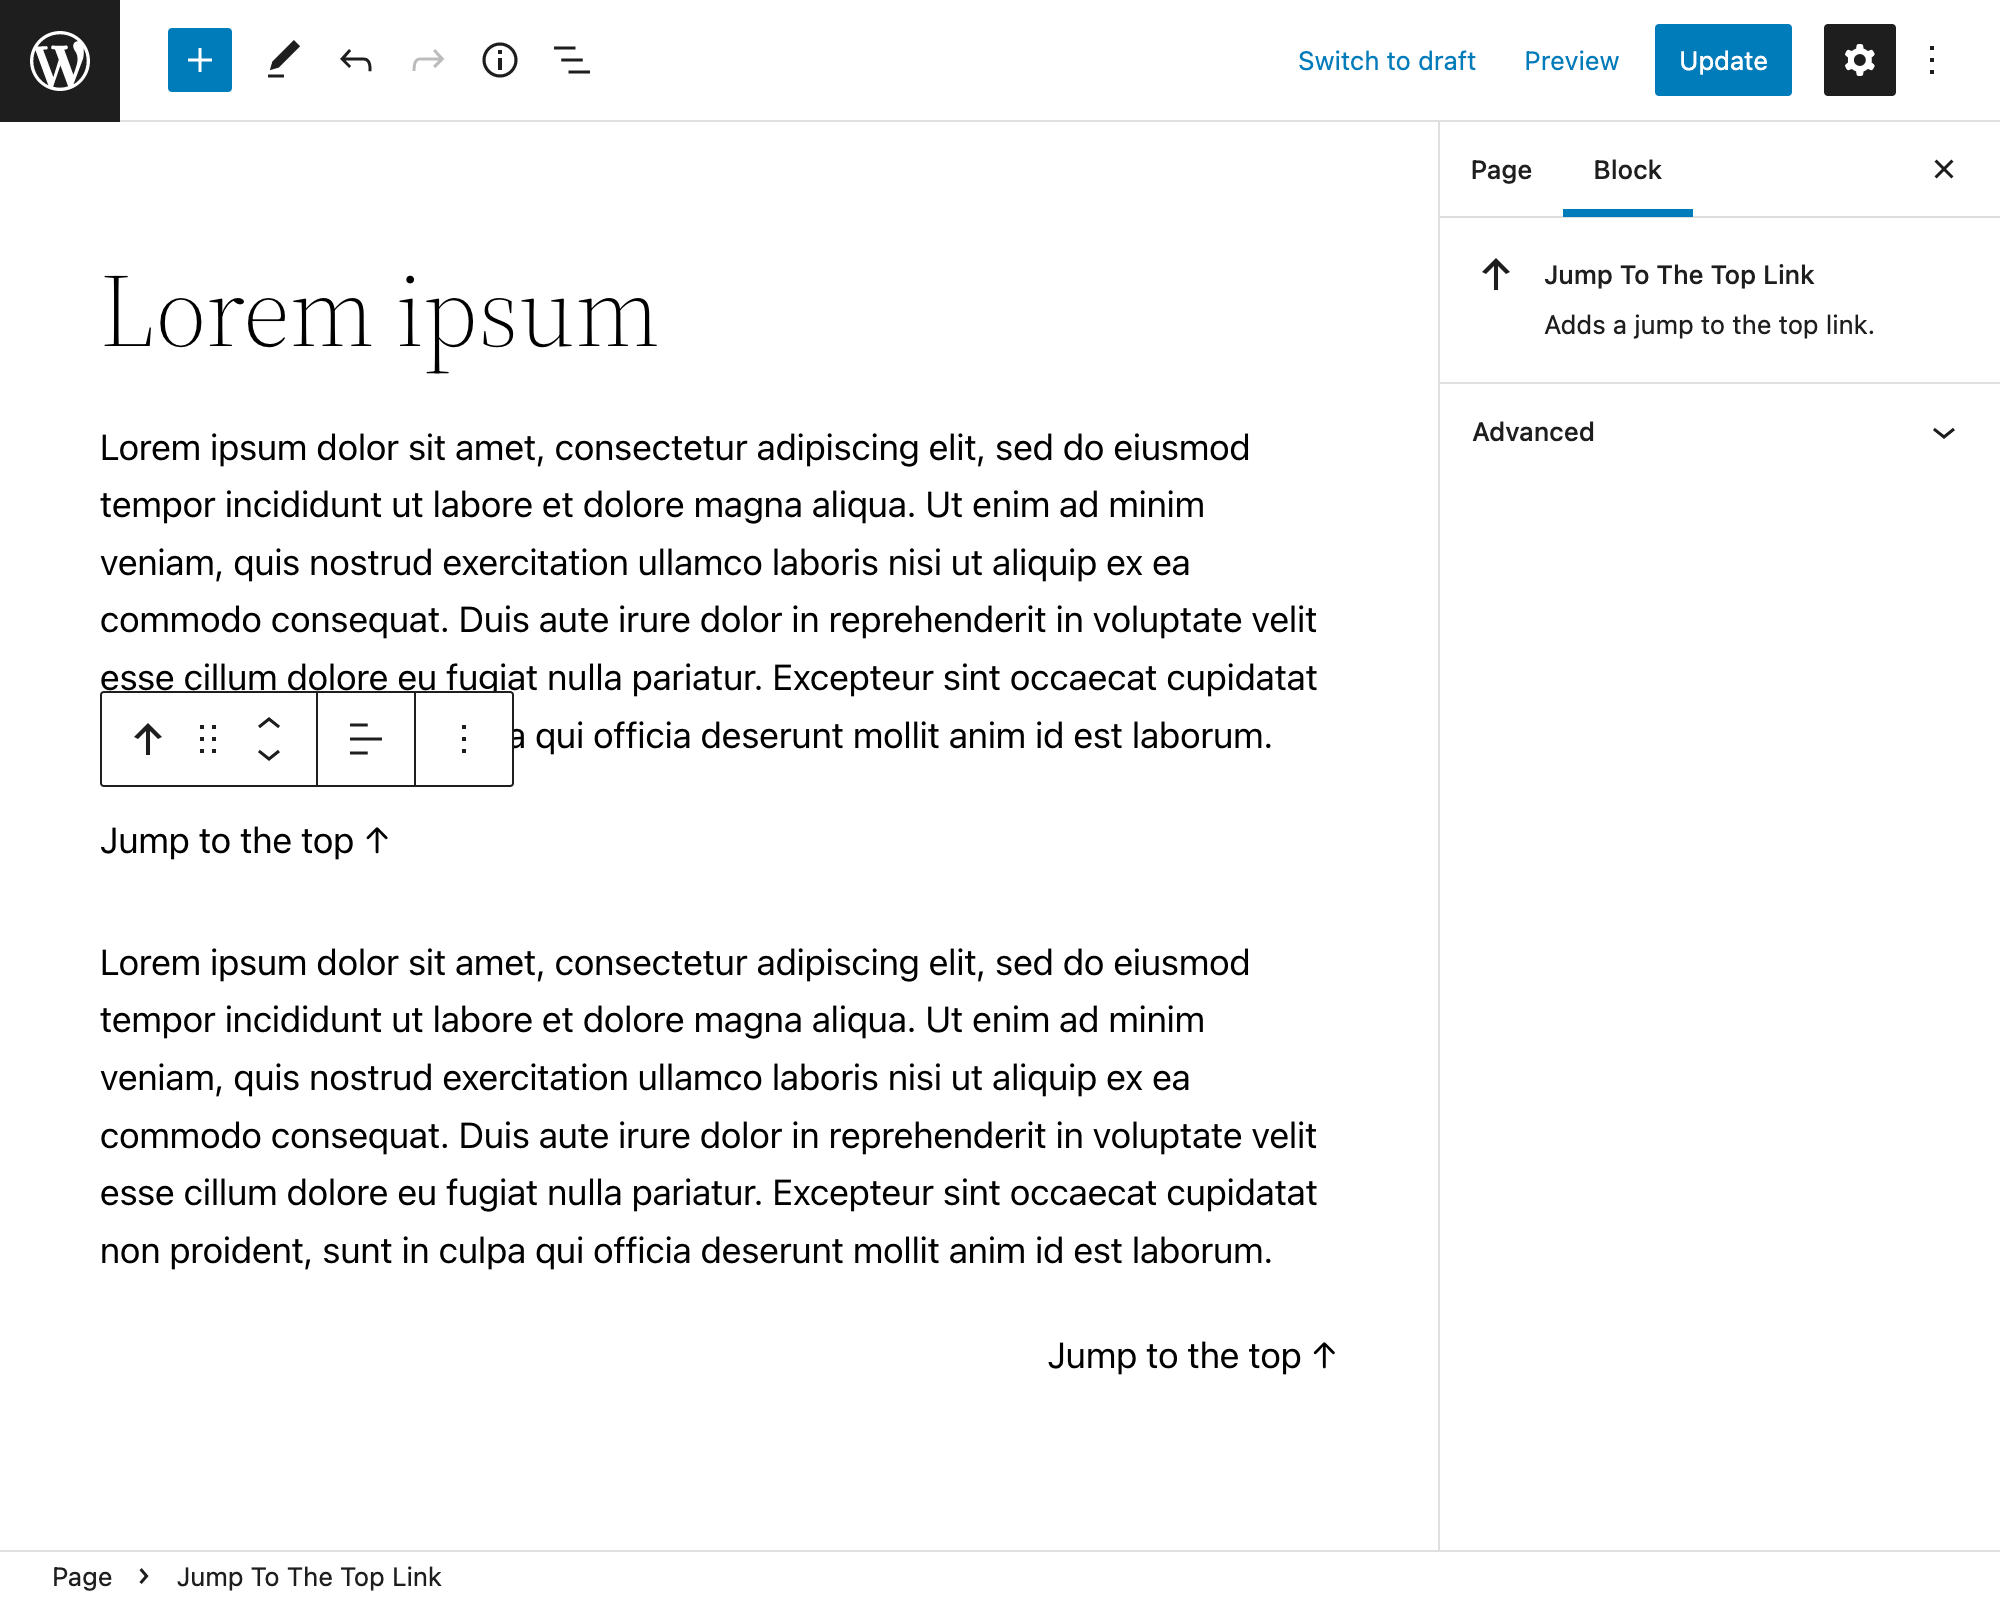 Switch to draft Preview Update
Page Block
Jump To The Top Link
Adds a jump to the top link.
Advanced
Lorem ipsum
Lorem ipsum dolor sit amet, consectetur adipiscing elit, sed do eiusmod
tempor incididunt ut labore et dolore magna aliqua. Ut enim ad minim
veniam, quis nostrud exercitation ullamco laboris nisi ut aliquip ex ea
commodo consequat. Duis aute irure dolor in reprehenderit in voluptate velit
esse cillum dolore eu fugiat nulla pariatur. Excepteur sint occaecat cupidatat
qui officia deserunt mollit anim id est laborum.
Jump to the top ↑
Lorem ipsum dolor sit amet, consectetur adipiscing elit, sed do eiusmod
tempor incididunt ut labore et dolore magna aliqua. Ut enim ad minim
veniam, quis nostrud exercitation ullamco laboris nisi ut aliquip ex ea
commodo consequat. Duis aute irure dolor in reprehenderit in voluptate velit
esse cillum dolore eu fugiat nulla pariatur. Excepteur sint occaecat cupidatat
non proident, sunt in culpa qui officia deserunt mollit anim id est laborum.
Jump to the top ↑
Page › Jump To The Top Link